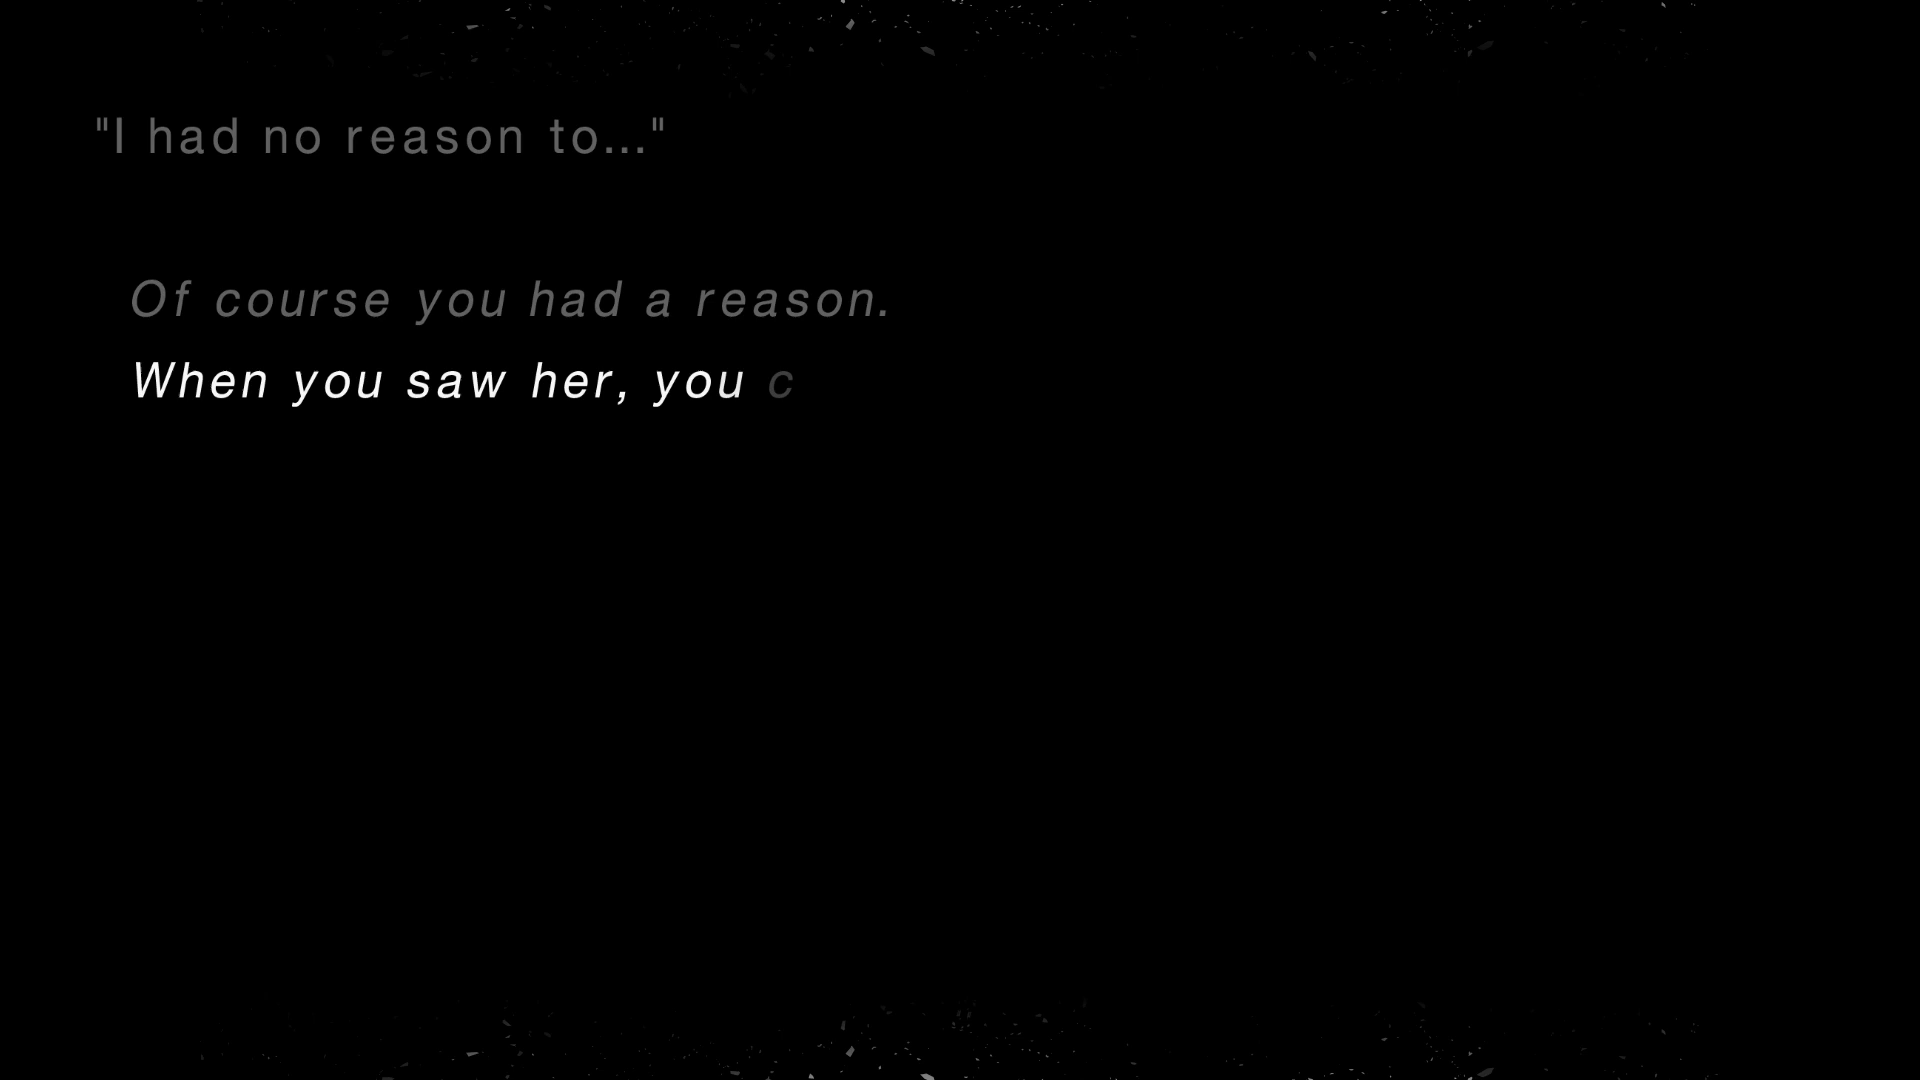 "I had no reason to..."
Of course you had a reason.
When you saw her, you c